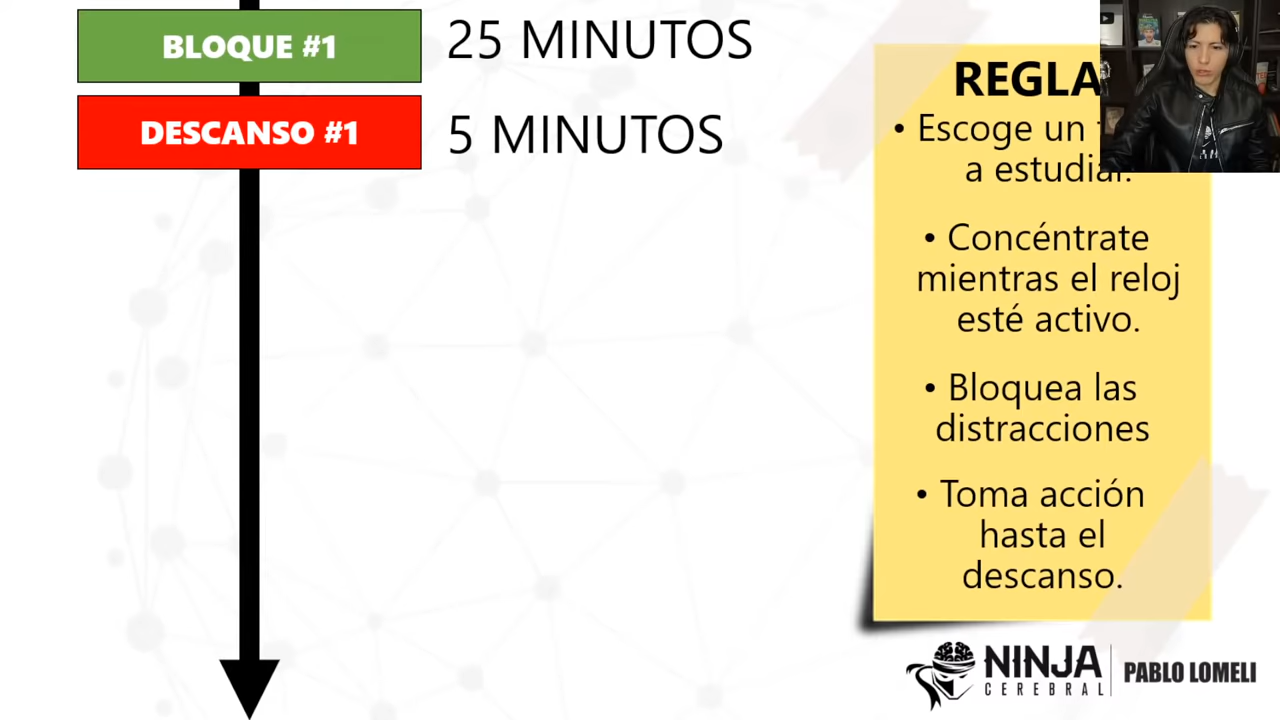 BLOQUE #1
25 MINUTOS
DESCANSO #1
5 MINUTOS
REGLA
• Escoge un
a estudiar.
• Concéntrate
mientras el reloj
esté activo.
• Bloquea las
distracciones
• Toma acción
hasta el
descanso.
NINJA
CEREBRAL
PABLO LOMELI